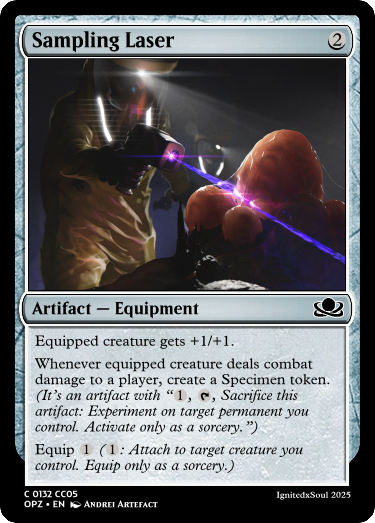 Sampling Laser 2
Artifact — Equipment
Equipped creature gets +1/+1.
Whenever equipped creature deals combat
damage to a player, create a Specimen token.
(It's an artifact with “1, T, Sacrifice this
artifact: Experiment on target permanent you
control. Activate only as a sorcery.”)
Equip 1 (1: Attach to target creature you
control. Equip only as a sorcery.)
C 0132 CC05
OPZ • EN Andrei Artefact
IgnitedxSoul 2025